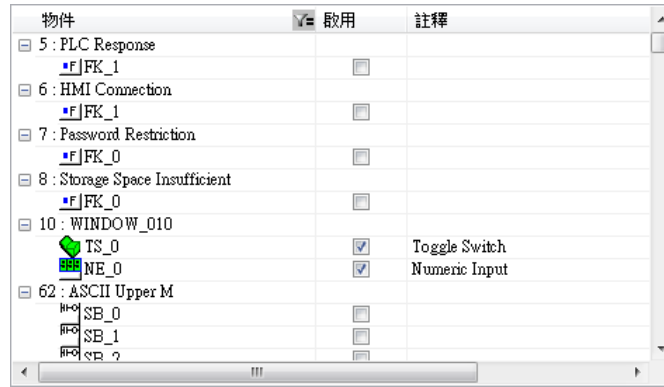 物件 啟用 註釋
5 : PLC Response
FK_1
6 : HMI Connection
FK_1
7 : Password Restriction
FK_0
8 : Storage Space Insufficient
FK_0
10 : WINDOW_010
TS_0 Toggle Switch
NE_0 Numeric Input
62 : ASCII Upper M
SB_0
SB_1
SB_2